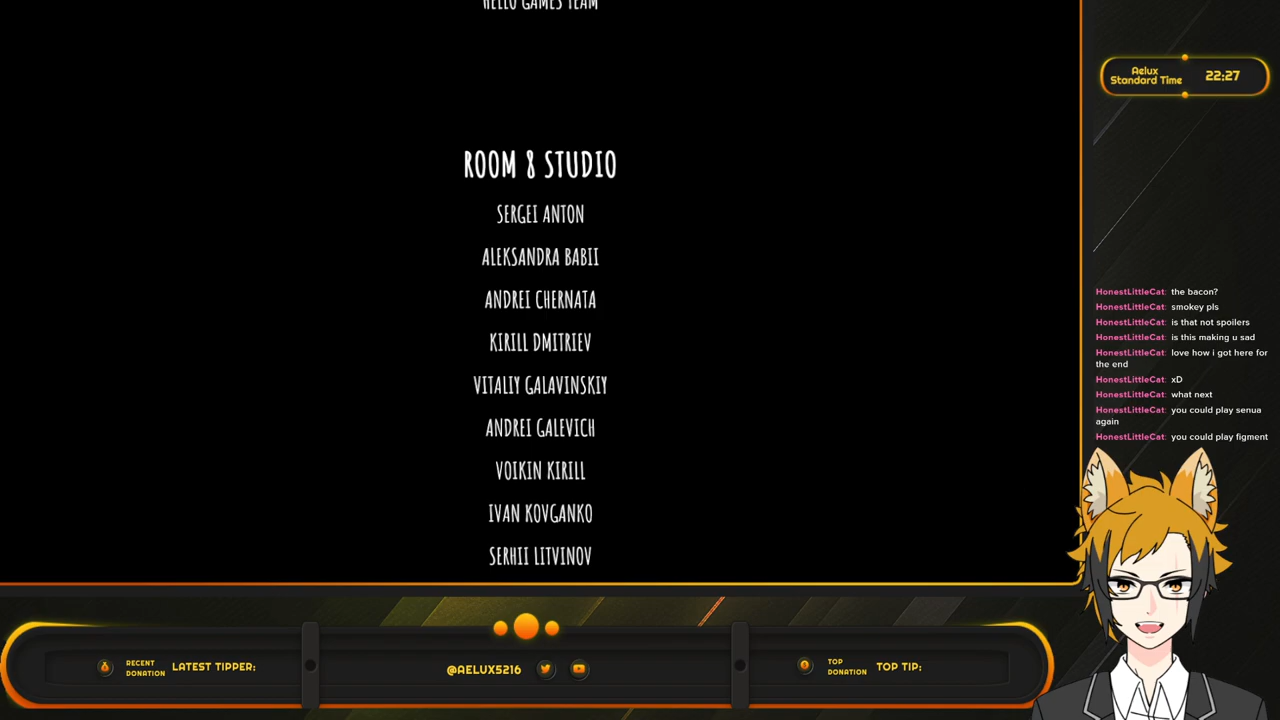 HELLO GAMES TEAM
ROOM 8 STUDIO
SERGEI ANTON
ALEKSANDRA BABII
ANDREI CHERNATA
KIRILL DMITRIEV
VITALIY GALAVINSKIY
ANDREI GALEVICH
VOIKIN KIRILL
IVAN KOVGANKO
SERHII LITVINOV
Aelux
Standard Time
22:27
HonestLittleCat: the bacon?
HonestLittleCat: smokey pls
HonestLittleCat: is that not spoilers
HonestLittleCat: is this making u sad
HonestLittleCat: love how i got here for
the end
HonestLittleCat: xD
HonestLittleCat: what next
HonestLittleCat: you could play senua
again
HonestLittleCat: you could play figment
RECENT
DONATION
LATEST TIPPER:
@AELUX5216
TOP
DONATION
TOP TIP: